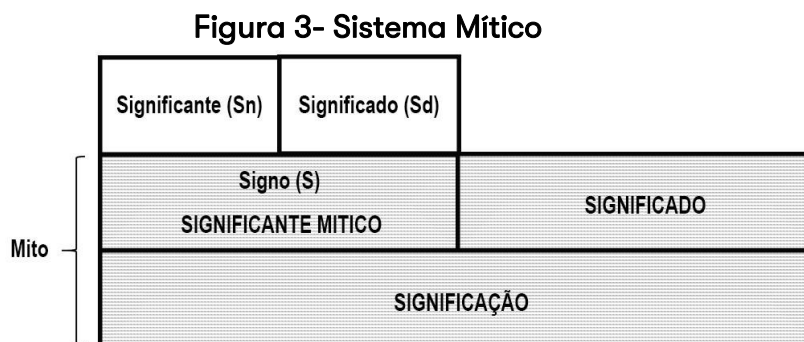 Figura 3- Sistema Mítico
Significante (Sn)
Significado (Sd)
Signo (S)
SIGNIFICANTE MITICO
SIGNIFICADO
Mito
SIGNIFICAÇÃO